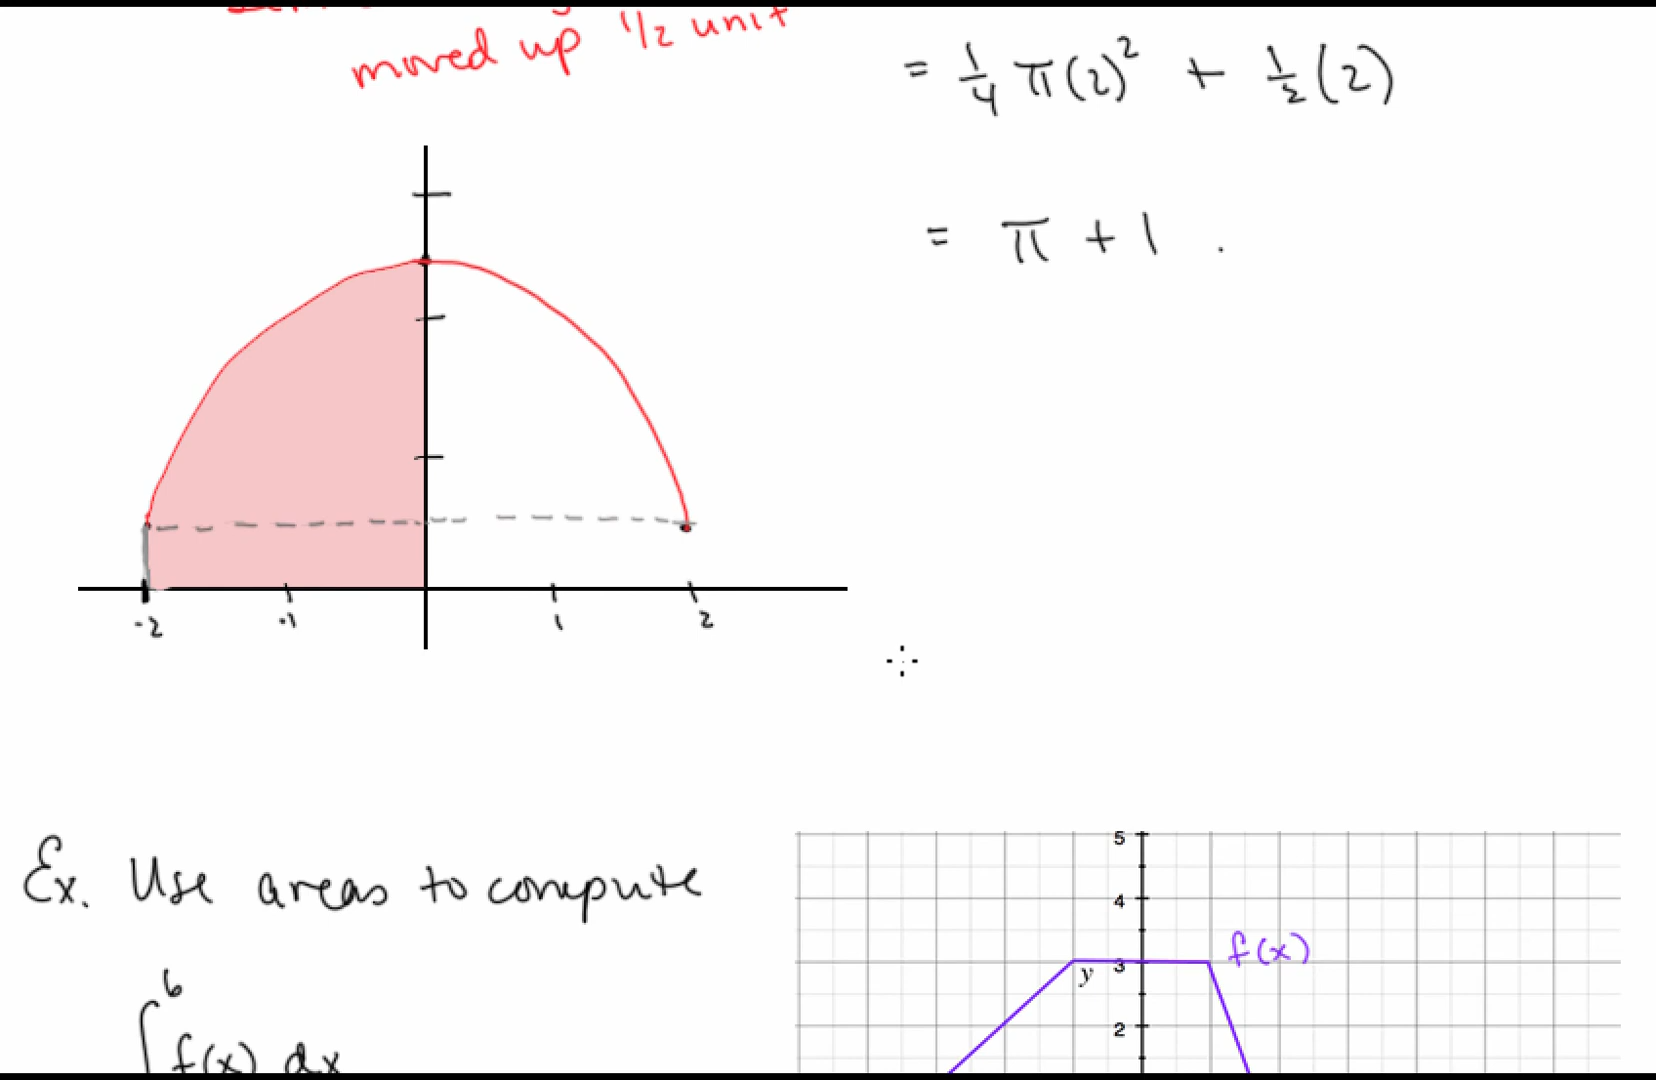 moved up 1/2 unit
= 1/4 π(2)² + 1/2(2)
= π + 1 .
-2 -1 1 2
Ex. Use areas to compute
∫⁶ f(x) dx
5
4
f(x)
3
y
2